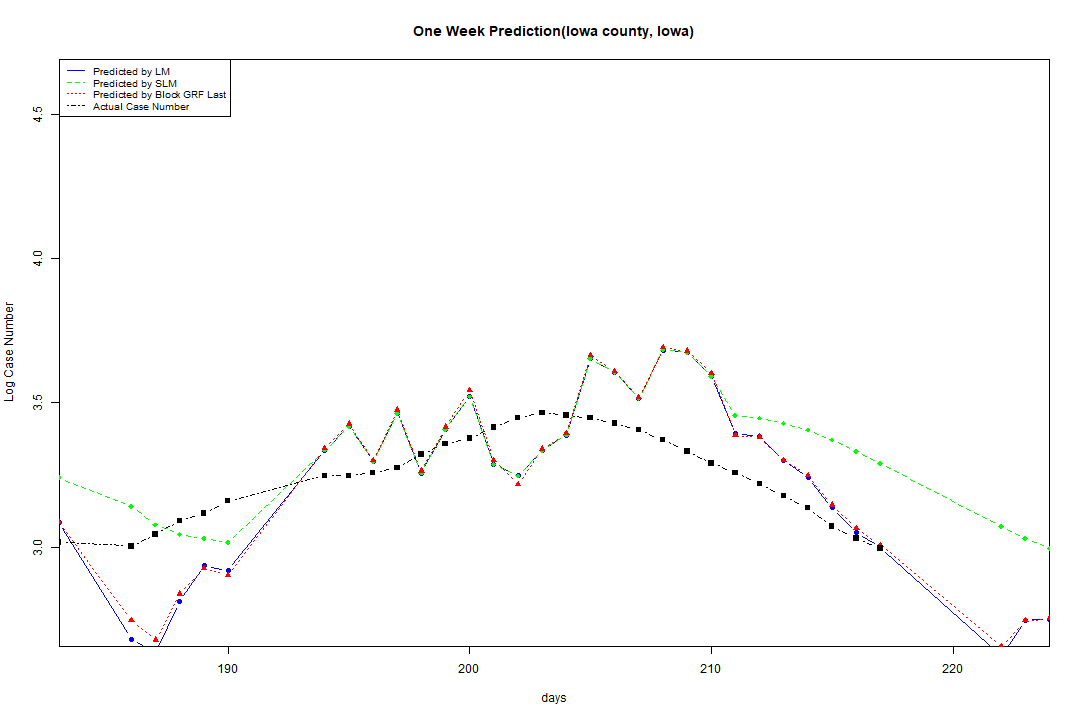 One Week Prediction(Iowa county, Iowa)
Predicted by LM
Predicted by SLM
Predicted by Block GRF Last
Actual Case Number
4.5
4.0
3.5
3.0
Log Case Number
190 200 210 220
days